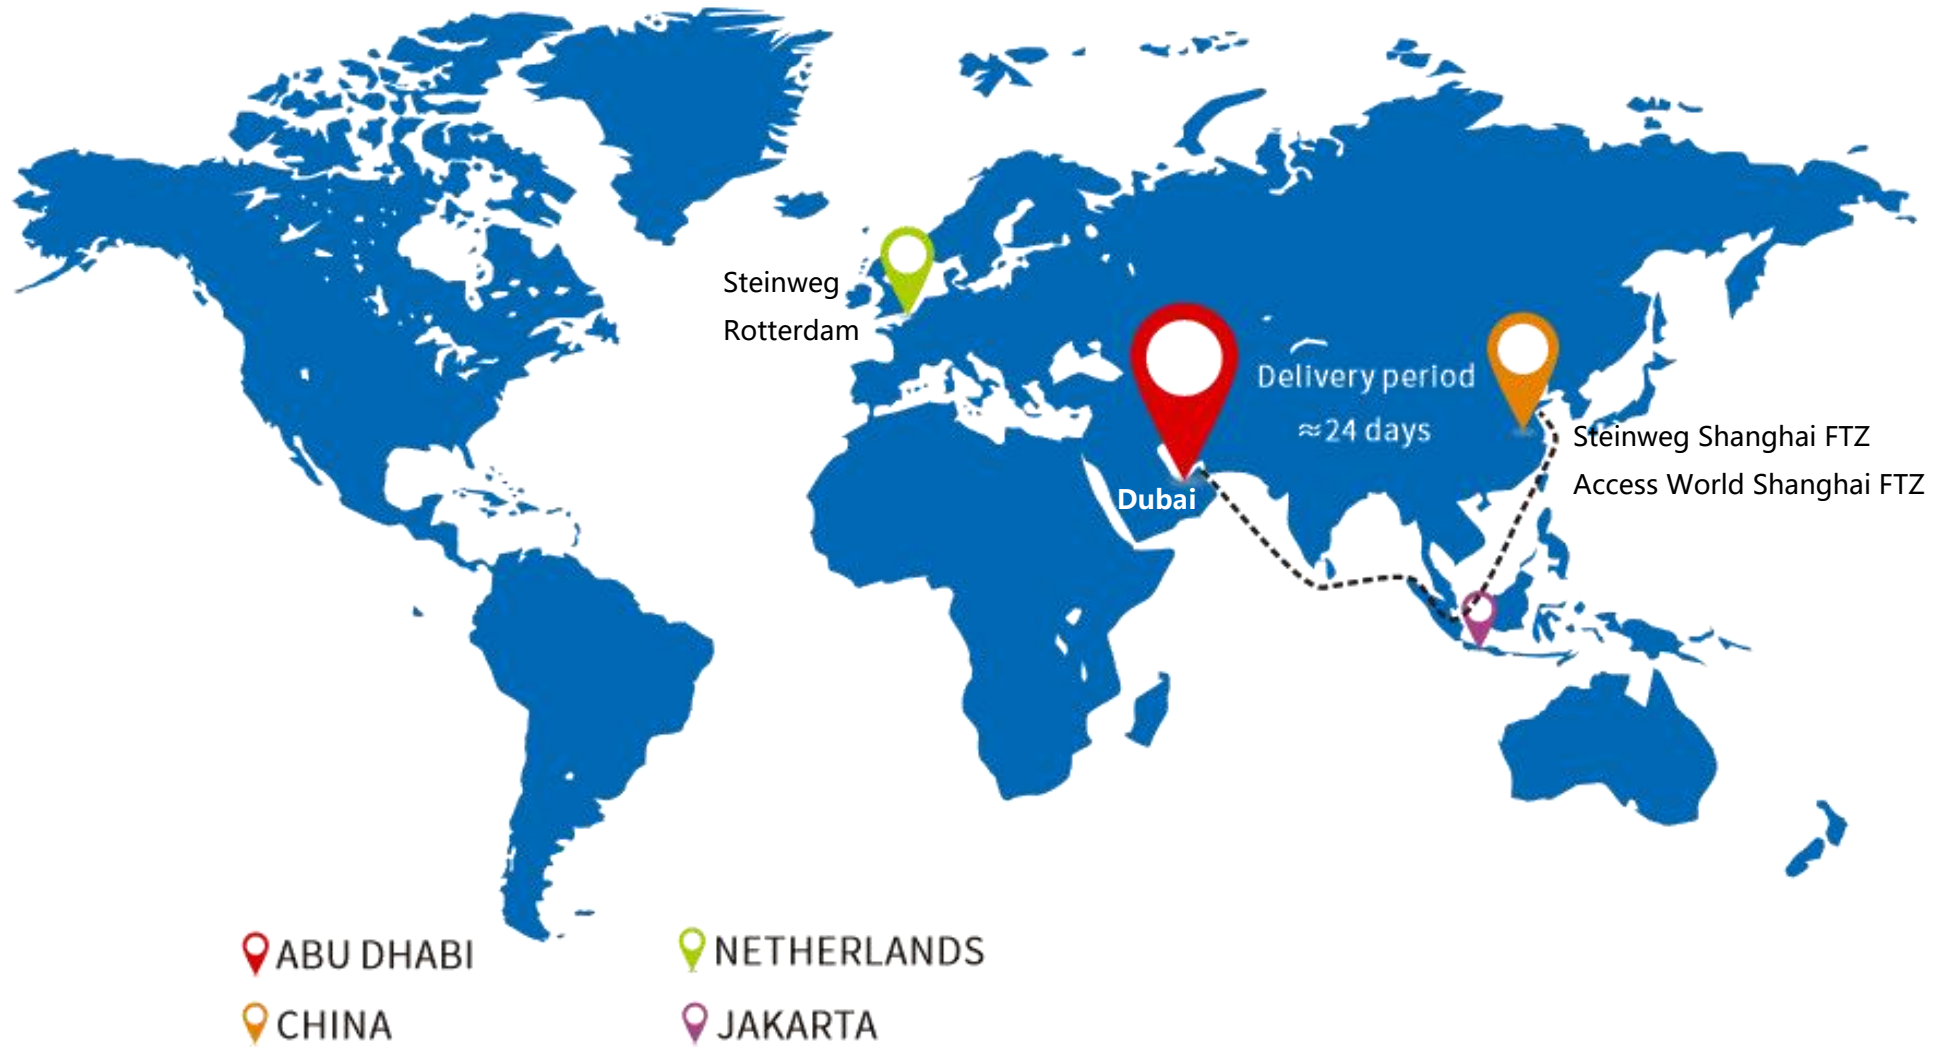 Steinweg
Rotterdam
Delivery period
≈24 days
Steinweg Shanghai FTZ
Access World Shanghai FTZ
Dubai
ABU DHABI
NETHERLANDS
CHINA
JAKARTA